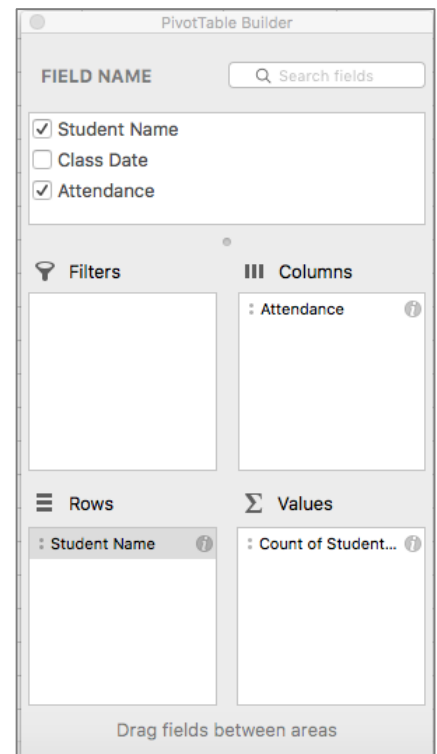 PivotTable Builder
FIELD NAME
Search fields
Student Name
Class Date
Attendance
Filters
Columns
Attendance
Rows
Values
Student Name
Count of Student...
Drag fields between areas